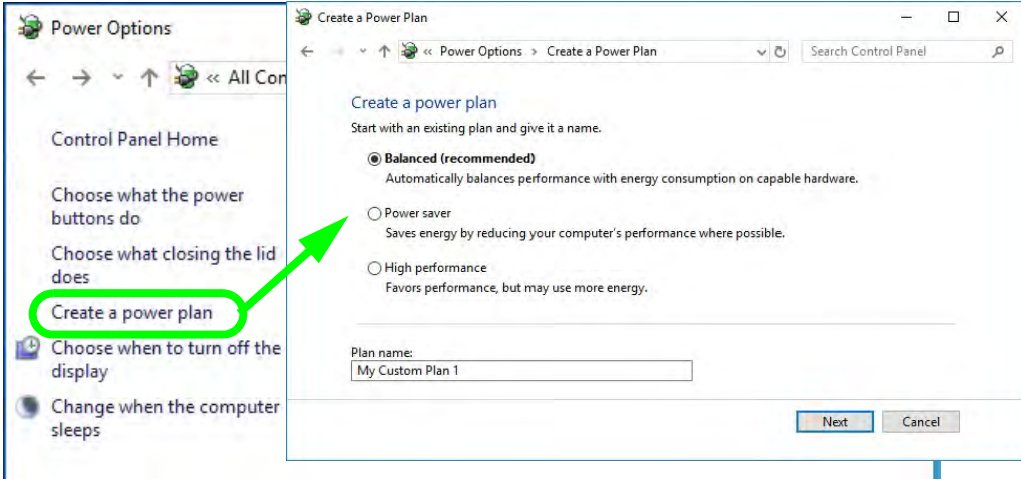 Power Options
« All Con
Control Panel Home
Choose what the power
buttons do
Choose what closing the lid
does
Create a power plan
Choose when to turn off the
display
Change when the computer
sleeps
Create a Power Plan
« Power Options > Create a Power Plan
Search Control Panel
Create a power plan
Start with an existing plan and give it a name.
Balanced (recommended)
Automatically balances performance with energy consumption on capable hardware.
Power saver
Saves energy by reducing your computer's performance where possible.
High performance
Favors performance, but may use more energy.
Plan name:
My Custom Plan 1
Next Cancel